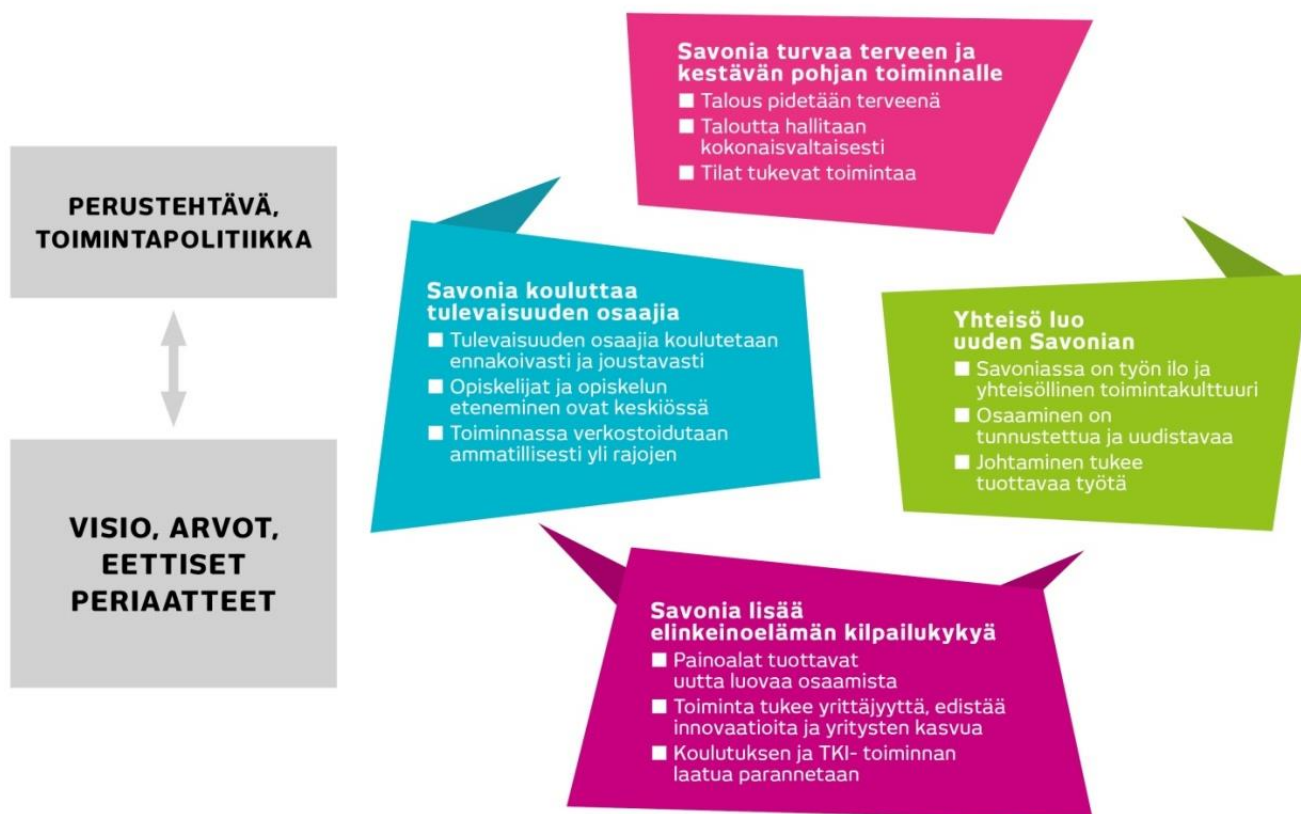 PERUSTEHTÄVÄ,
TOIMINTAPOLITIIKKA
VISIO, ARVOT,
EETTISET
PERIAATTEET
Savonia turvaa terveen ja
kestävän pohjan toiminnalle
Talous pidetään terveenä
Taloutta hallitaan
kokonaisvaltaisesti
Tilat tukevat toimintaa
Savonia kouluttaa
tulevaisuuden osaajia
Tulevaisuuden osaajia koulutetaan
ennakoivasti ja joustavasti
Opiskelijat ja opiskelun
eteneminen ovat keskiössä
Toiminnassa verkostoidutaan
ammatillisesti yli rajojen
Yhteisö luo
uuden Savonian
Savoniassa on työn ilo ja
yhteisöllinen toimintakulttuuri
Osaaminen on
tunnustettua ja uudistavaa
Johtaminen tukee
tuottavaa työtä
Savonia lisää
elinkeinoelämän kilpailukykyä
Painoalat tuottavat
uutta luovaa osaamista
Toiminta tukee yrittäjyyttä, edistää
innovaatioita ja yritysten kasvua
Koulutuksen ja TKI- toiminnan
laatua parannetaan